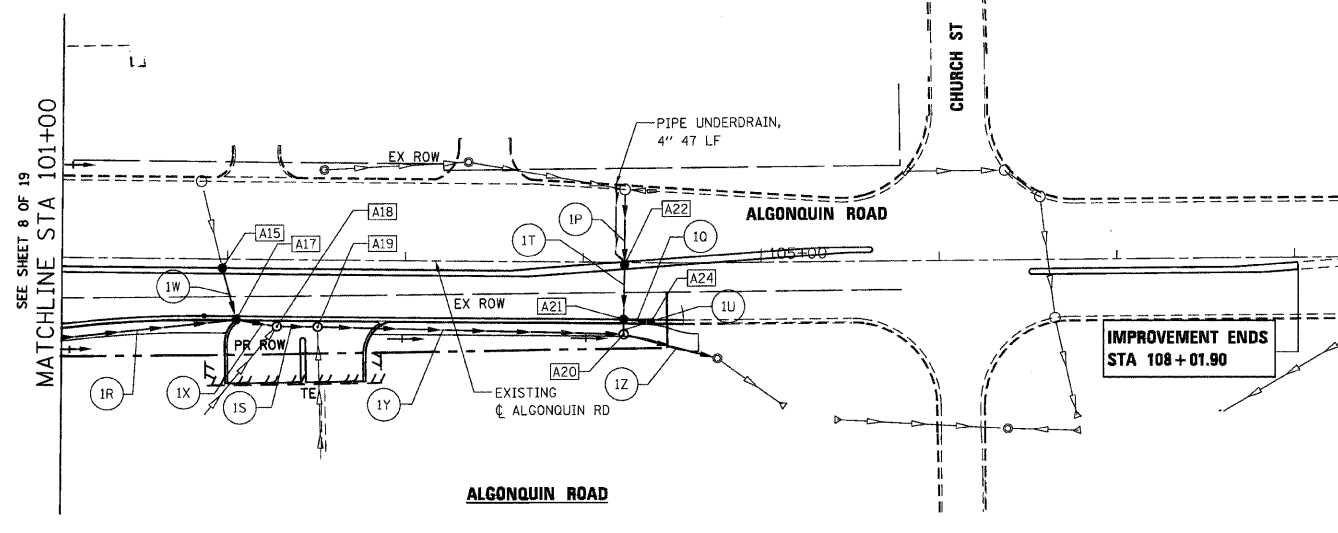 SEE SHEET 8 OF 19
MATCHLINE STA 101+00
CHURCH ST
PIPE UNDERDRAIN,
4" 47 LF
EX ROW
A18
A22
ALGONQUIN ROAD
1P
A15
A17
A19
1T
1Q
105+00
1W
A24
EX ROW
A21
1U
PR ROW
IMPROVEMENT ENDS
STA 108+01.90
A20
1R
1X
1S
TE
1Y
EXISTING
℄ ALGONQUIN RD
1Z
ALGONQUIN ROAD